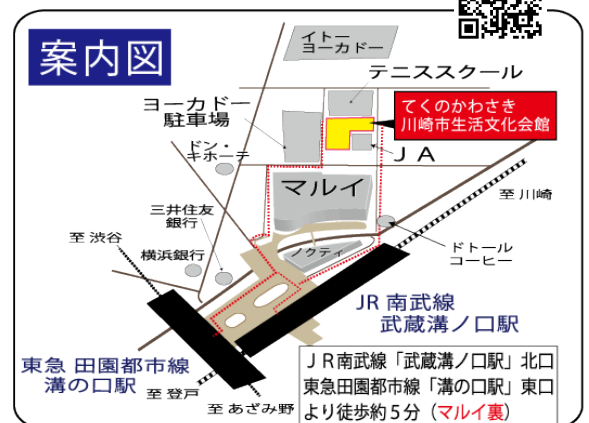 案内図
イトー
ヨーカドー
テニススクール
ヨーカドー
駐車場
てくのかわさき
川崎市生活文化会館
ドン・
キホーテ
JA
マルイ
至 川崎
三井住友
銀行
至 渋谷
横浜銀行
ノクティ
ドトール
コーヒー
JR 南武線
武蔵溝ノ口駅
東急 田園都市線
溝の口駅
至 登戸
至 あざみ野
JR南武線「武蔵溝ノ口駅」北口
東急田園都市線「溝の口駅」東口
より徒歩約5分（マルイ裏）